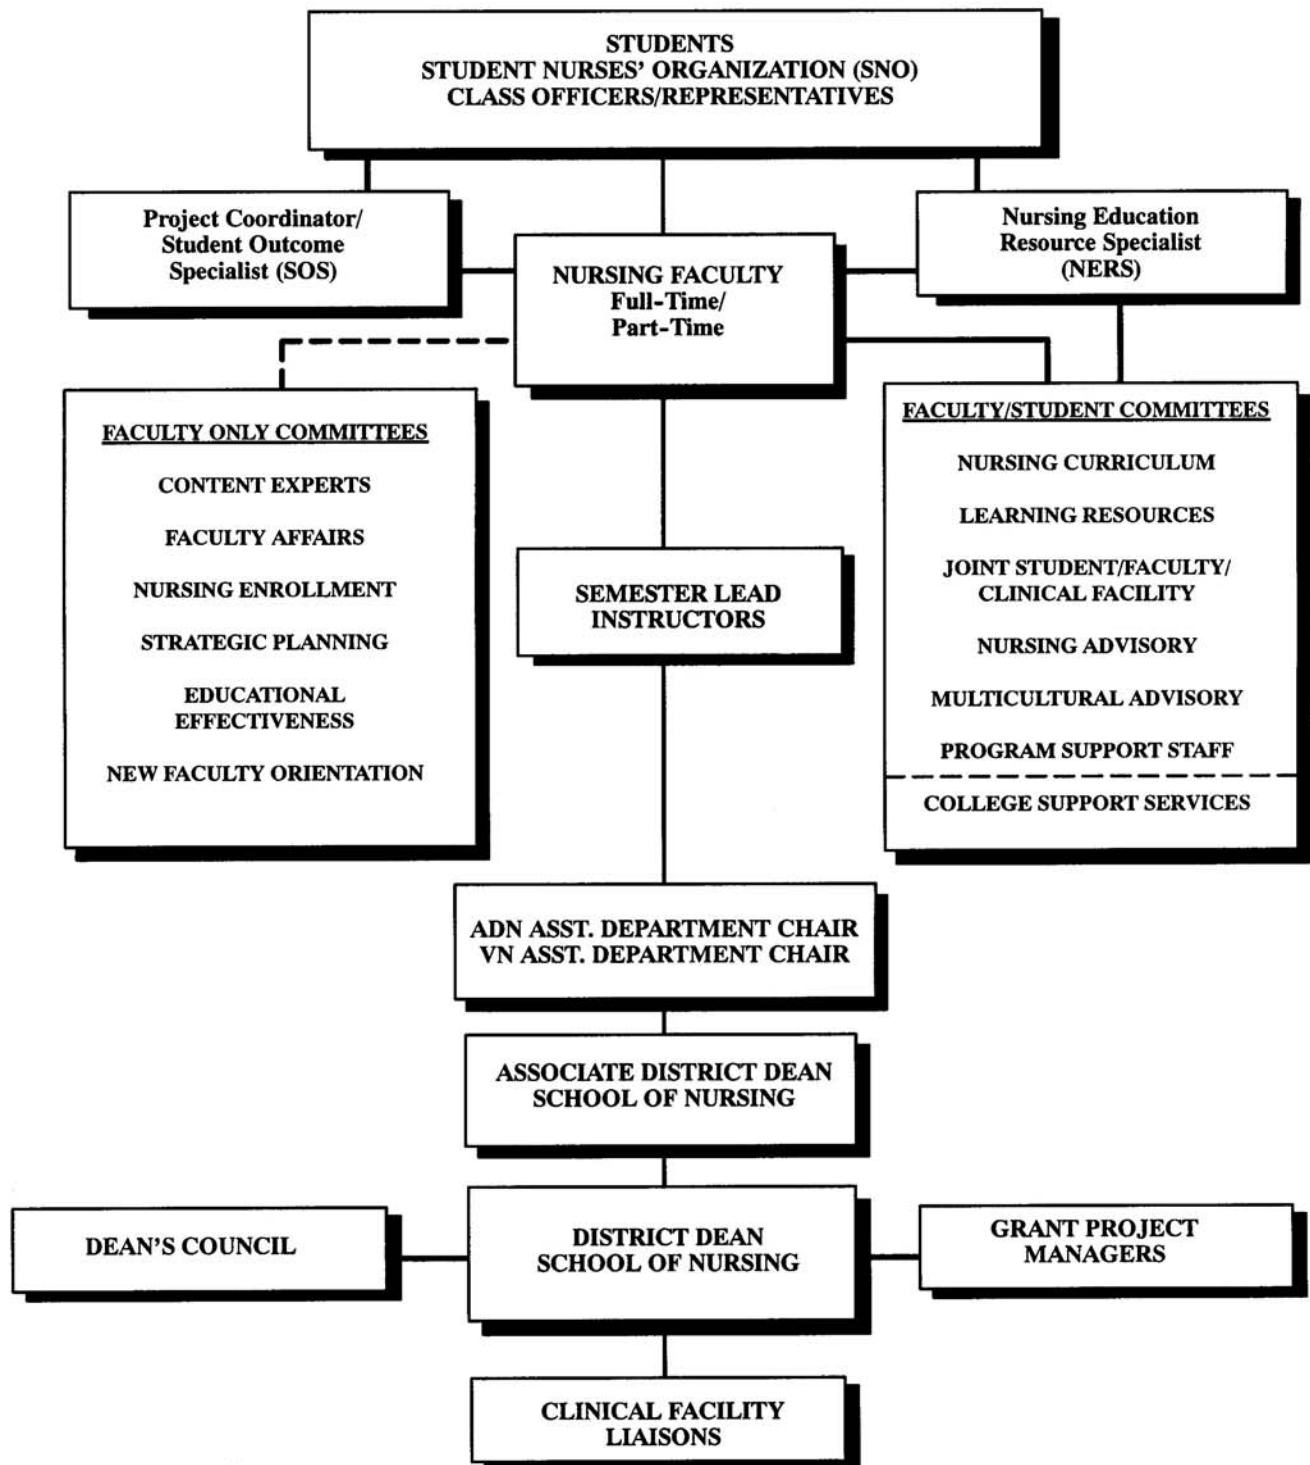 STUDENTS
STUDENT NURSES' ORGANIZATION (SNO)
CLASS OFFICERS/REPRESENTATIVES
Project Coordinator/
Student Outcome
Specialist (SOS)
NURSING FACULTY
Full-Time/
Part-Time
Nursing Education
Resource Specialist
(NERS)
FACULTY ONLY COMMITTEES
CONTENT EXPERTS
FACULTY AFFAIRS
NURSING ENROLLMENT
STRATEGIC PLANNING
EDUCATIONAL
EFFECTIVENESS
NEW FACULTY ORIENTATION
SEMESTER LEAD
INSTRUCTORS
FACULTY/STUDENT COMMITTEES
NURSING CURRICULUM
LEARNING RESOURCES
JOINT STUDENT/FACULTY/
CLINICAL FACILITY
NURSING ADVISORY
MULTICULTURAL ADVISORY
PROGRAM SUPPORT STAFF
COLLEGE SUPPORT SERVICES
ADN ASST. DEPARTMENT CHAIR
VN ASST. DEPARTMENT CHAIR
ASSOCIATE DISTRICT DEAN
SCHOOL OF NURSING
DEAN'S COUNCIL
DISTRICT DEAN
SCHOOL OF NURSING
GRANT PROJECT
MANAGERS
CLINICAL FACILITY
LIAISONS